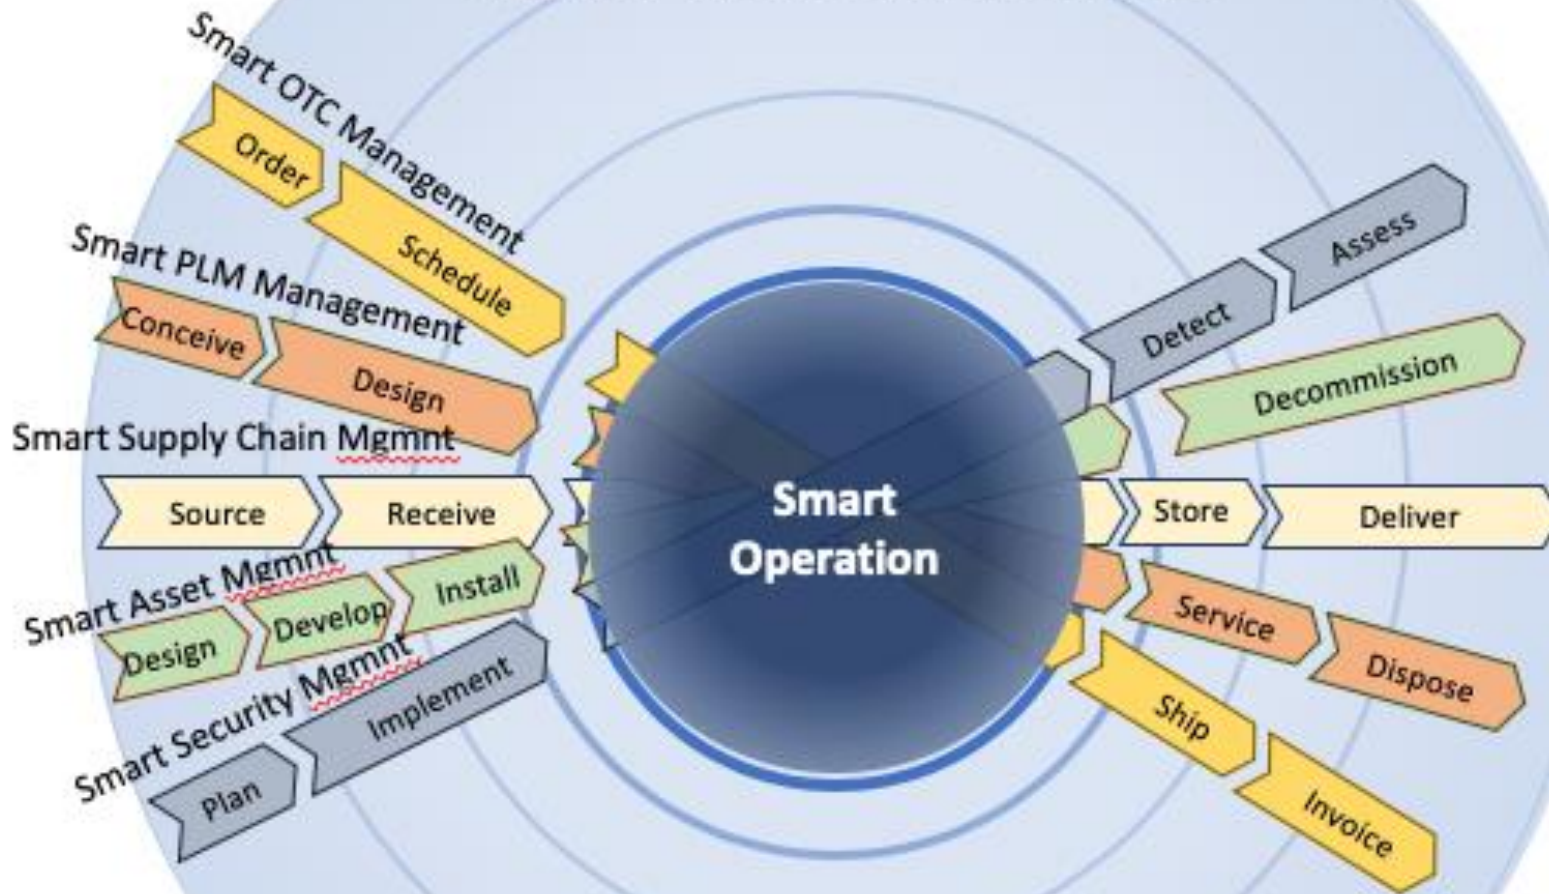 Smart OTC Management
Order
Schedule
Smart PLM Management
Conceive
Design
Smart Supply Chain Mgmnt
Source
Receive
Smart Asset Mgmnt
Design
Develop
Install
Smart Security Mgmnt
Plan
Implement
Smart
Operation
Detect
Assess
Decommission
Store
Deliver
Service
Dispose
Ship
Invoice